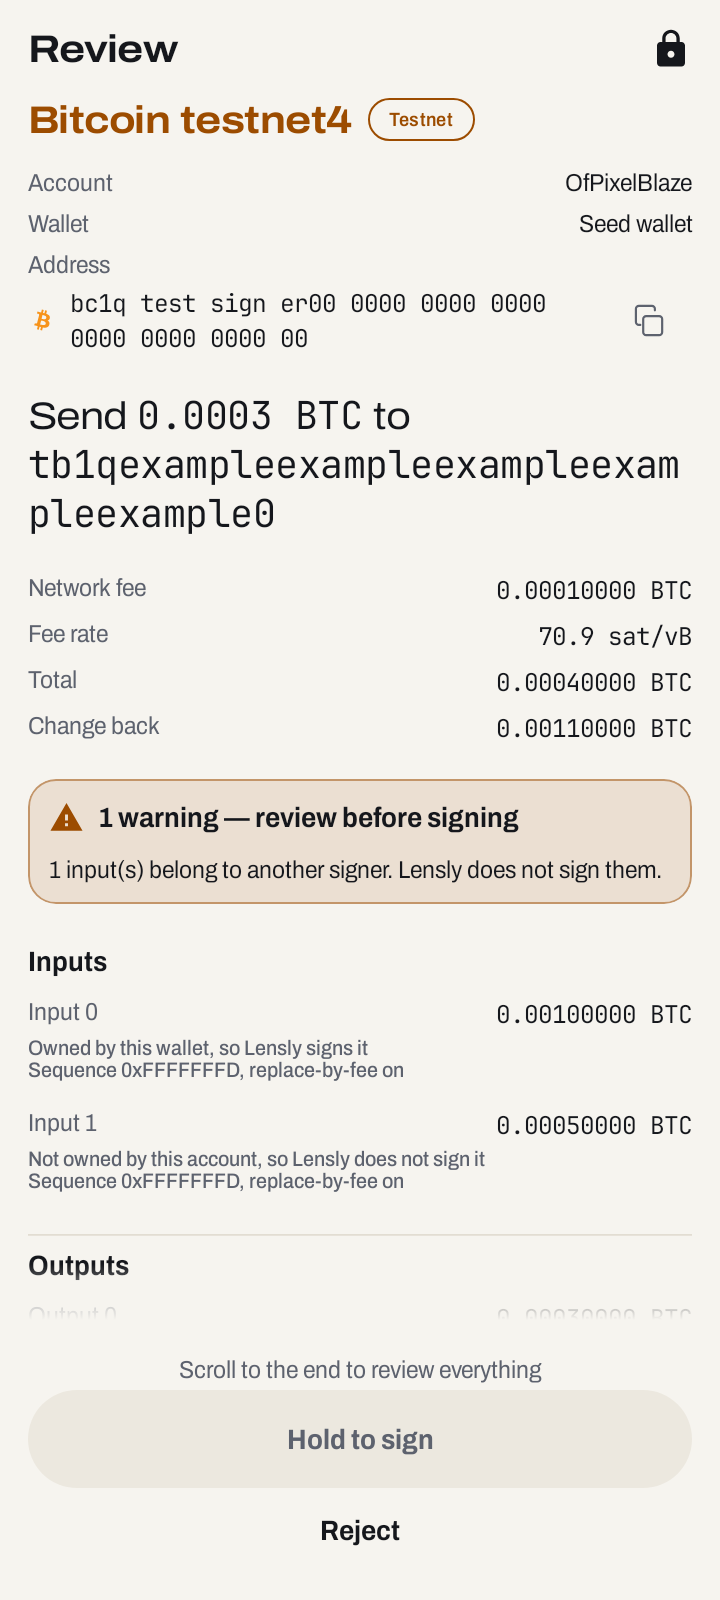 Review
Bitcoin testnet4
Testnet
Account
OfPixelBlaze
Wallet
Seed wallet
Address
bc1q test sign er00 0000 0000 0000
0000 0000 0000 00
Send 0.0003 BTC to
tb1qexampleexampleexampleexam
pleexample0
Network fee
0.00010000 BTC
Fee rate
70.9 sat/vB
Total
0.00040000 BTC
Change back
0.00110000 BTC
1 warning — review before signing
1 input(s) belong to another signer. Lensly does not sign them.
Inputs
Input 0
0.00100000 BTC
Owned by this wallet, so Lensly signs it
Sequence 0xFFFFFFFD, replace-by-fee on
Input 1
0.00050000 BTC
Not owned by this account, so Lensly does not sign it
Sequence 0xFFFFFFFD, replace-by-fee on
Outputs
Output 0
0.00030000 BTC
Scroll to the end to review everything
Hold to sign
Reject